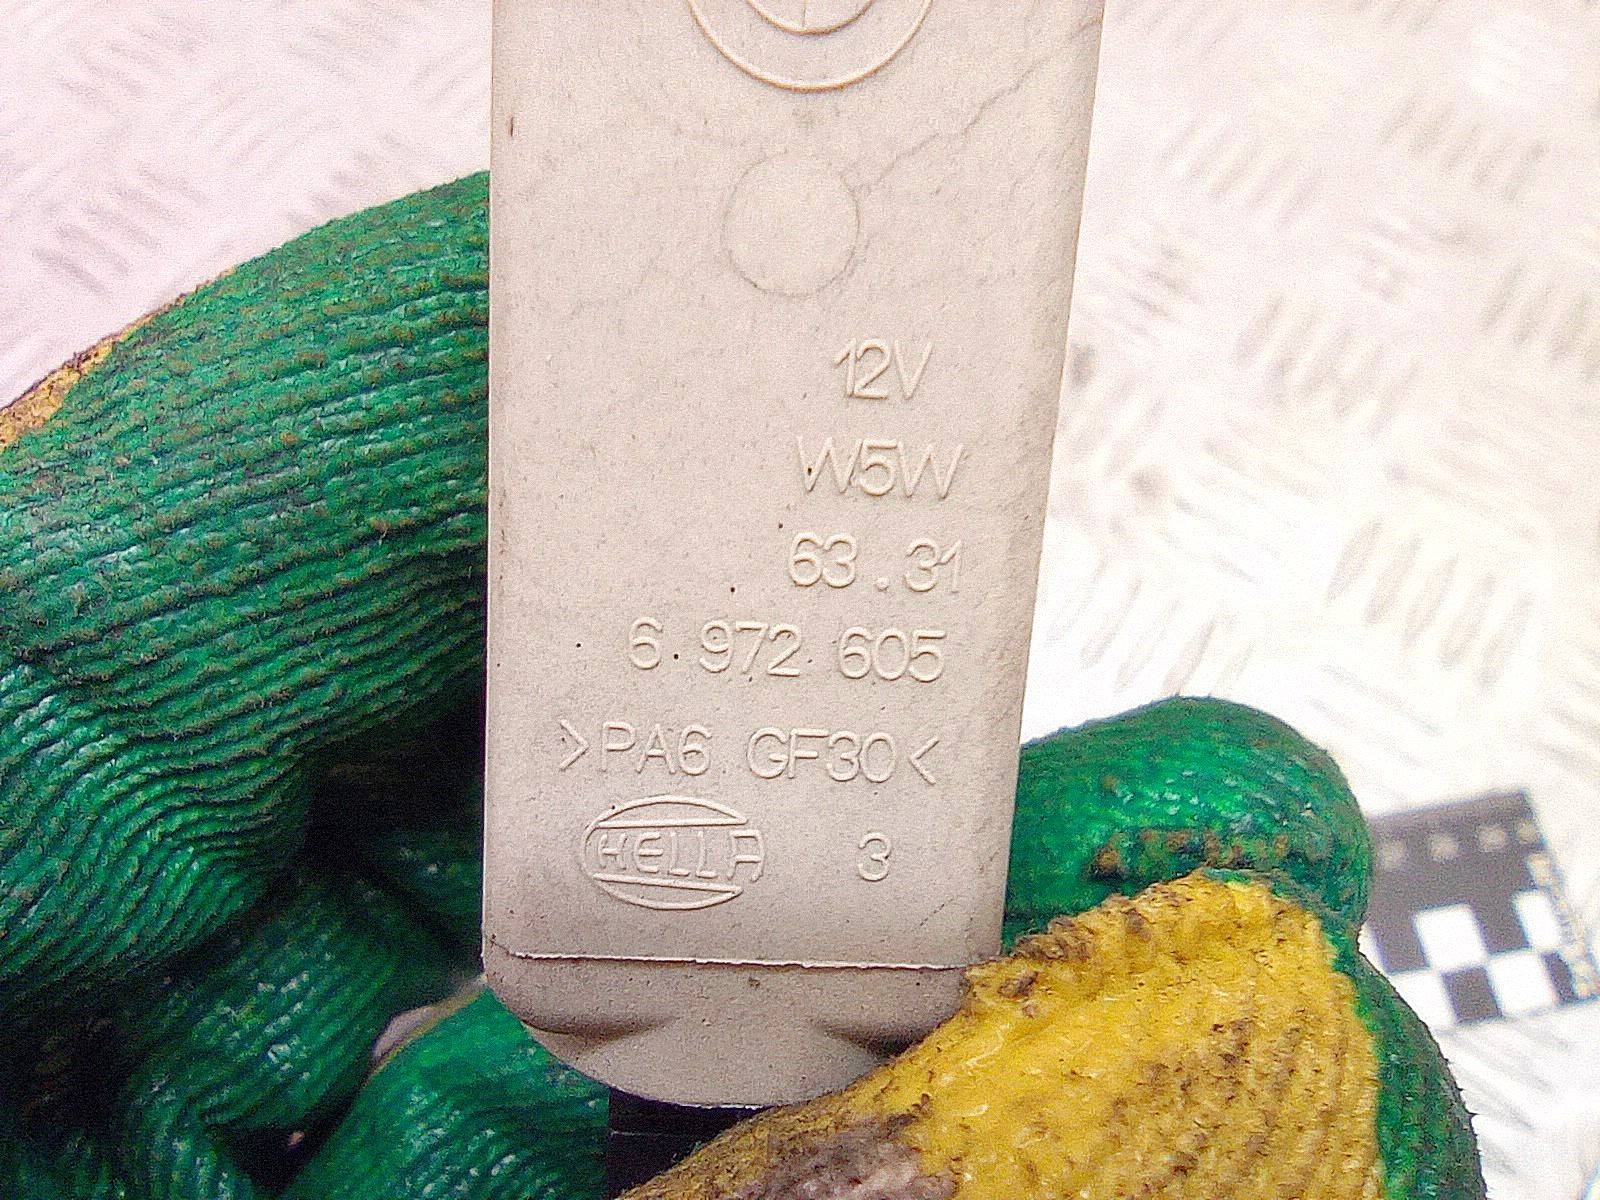 12V
W5W
63.31
6.972 605
>PA6 GF30<
HELLA 3